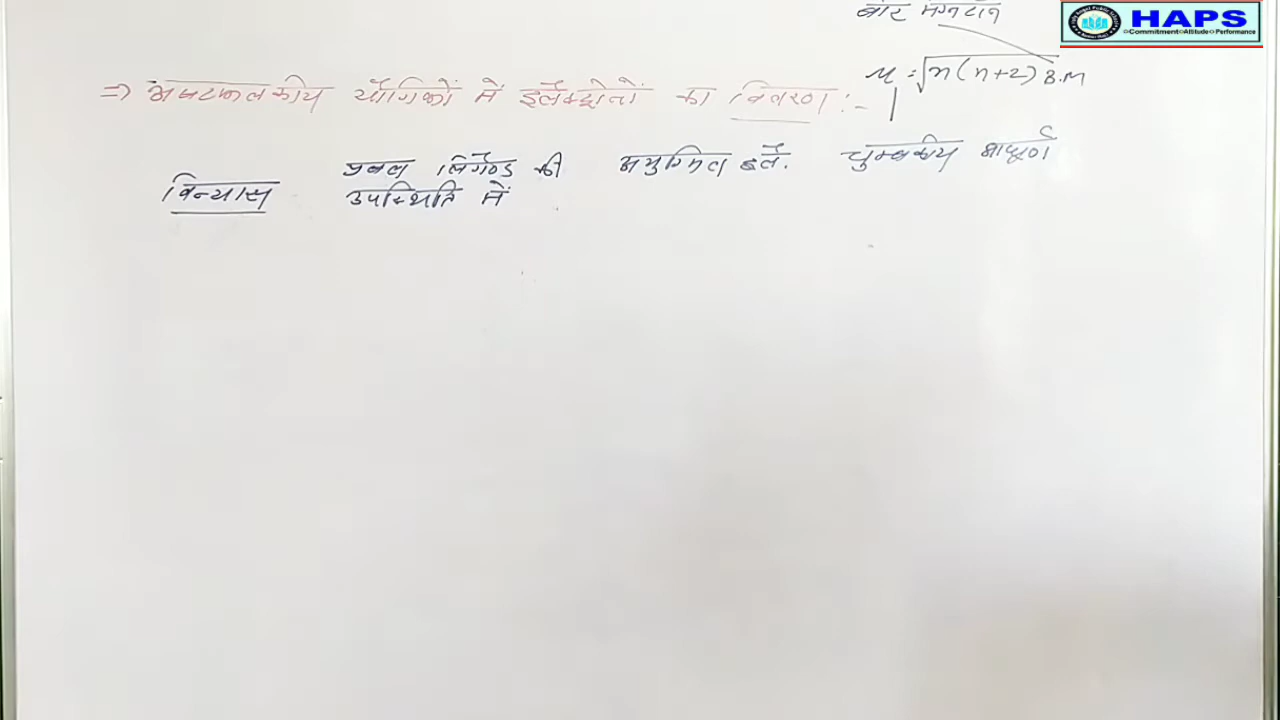 बोर मैग्नेटॉन
HAPS
Commitment Attitude Performance
μ = √n(n+2) B.M
⇒ अष्टफलकीय यौगिकों में इलैक्ट्रोनों का वितरण :-
प्रबल लिगेण्ड की अयुग्मित इलै. चुम्बकीय आघूर्ण
विन्यास उपस्थिति में